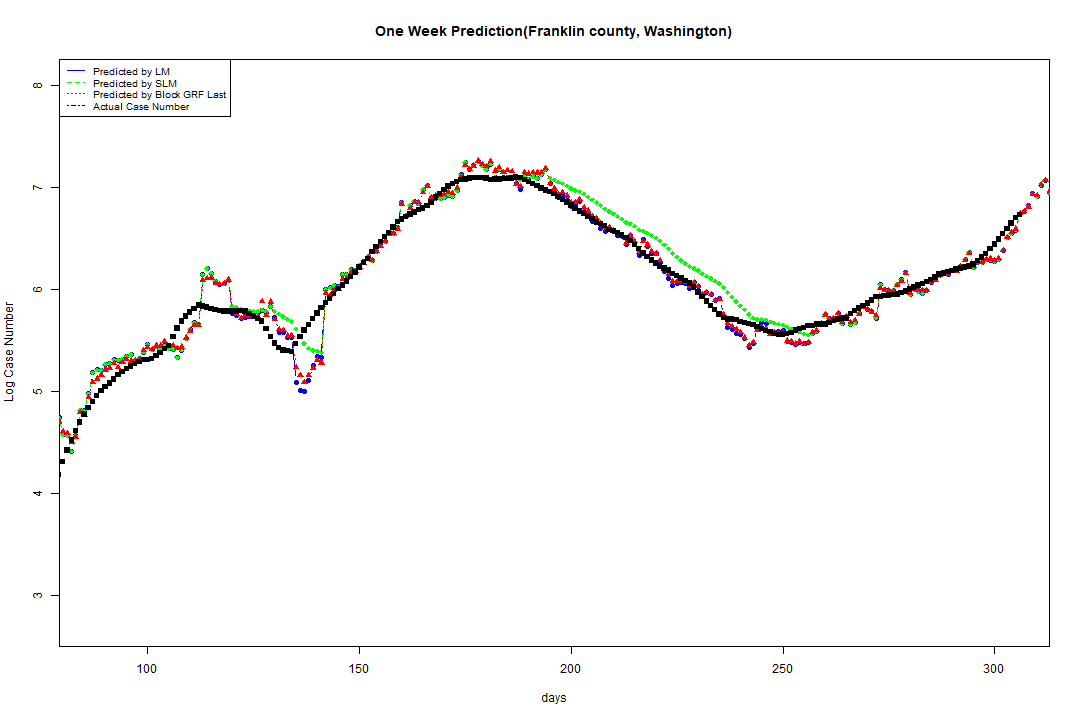 One Week Prediction(Franklin county, Washington)
Predicted by LM
Predicted by SLM
Predicted by Block GRF Last
Actual Case Number
8
7
6
5
4
3
Log Case Number
100 150 200 250 300
days